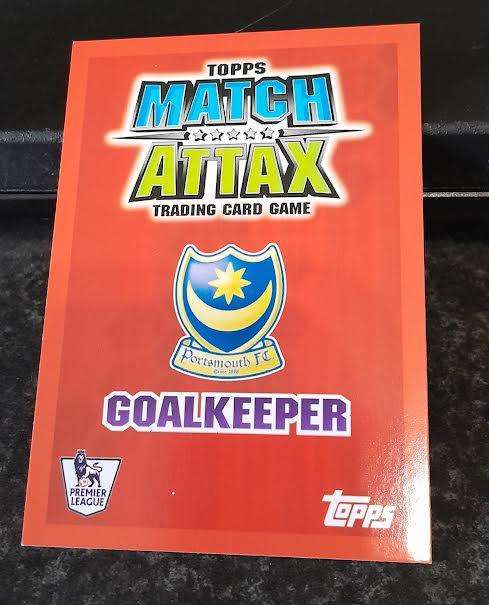 TOPPS
MATCH
ATTAX
TRADING CARD GAME
Portsmouth FC
GOALKEEPER
PREMIER
LEAGUE
topps